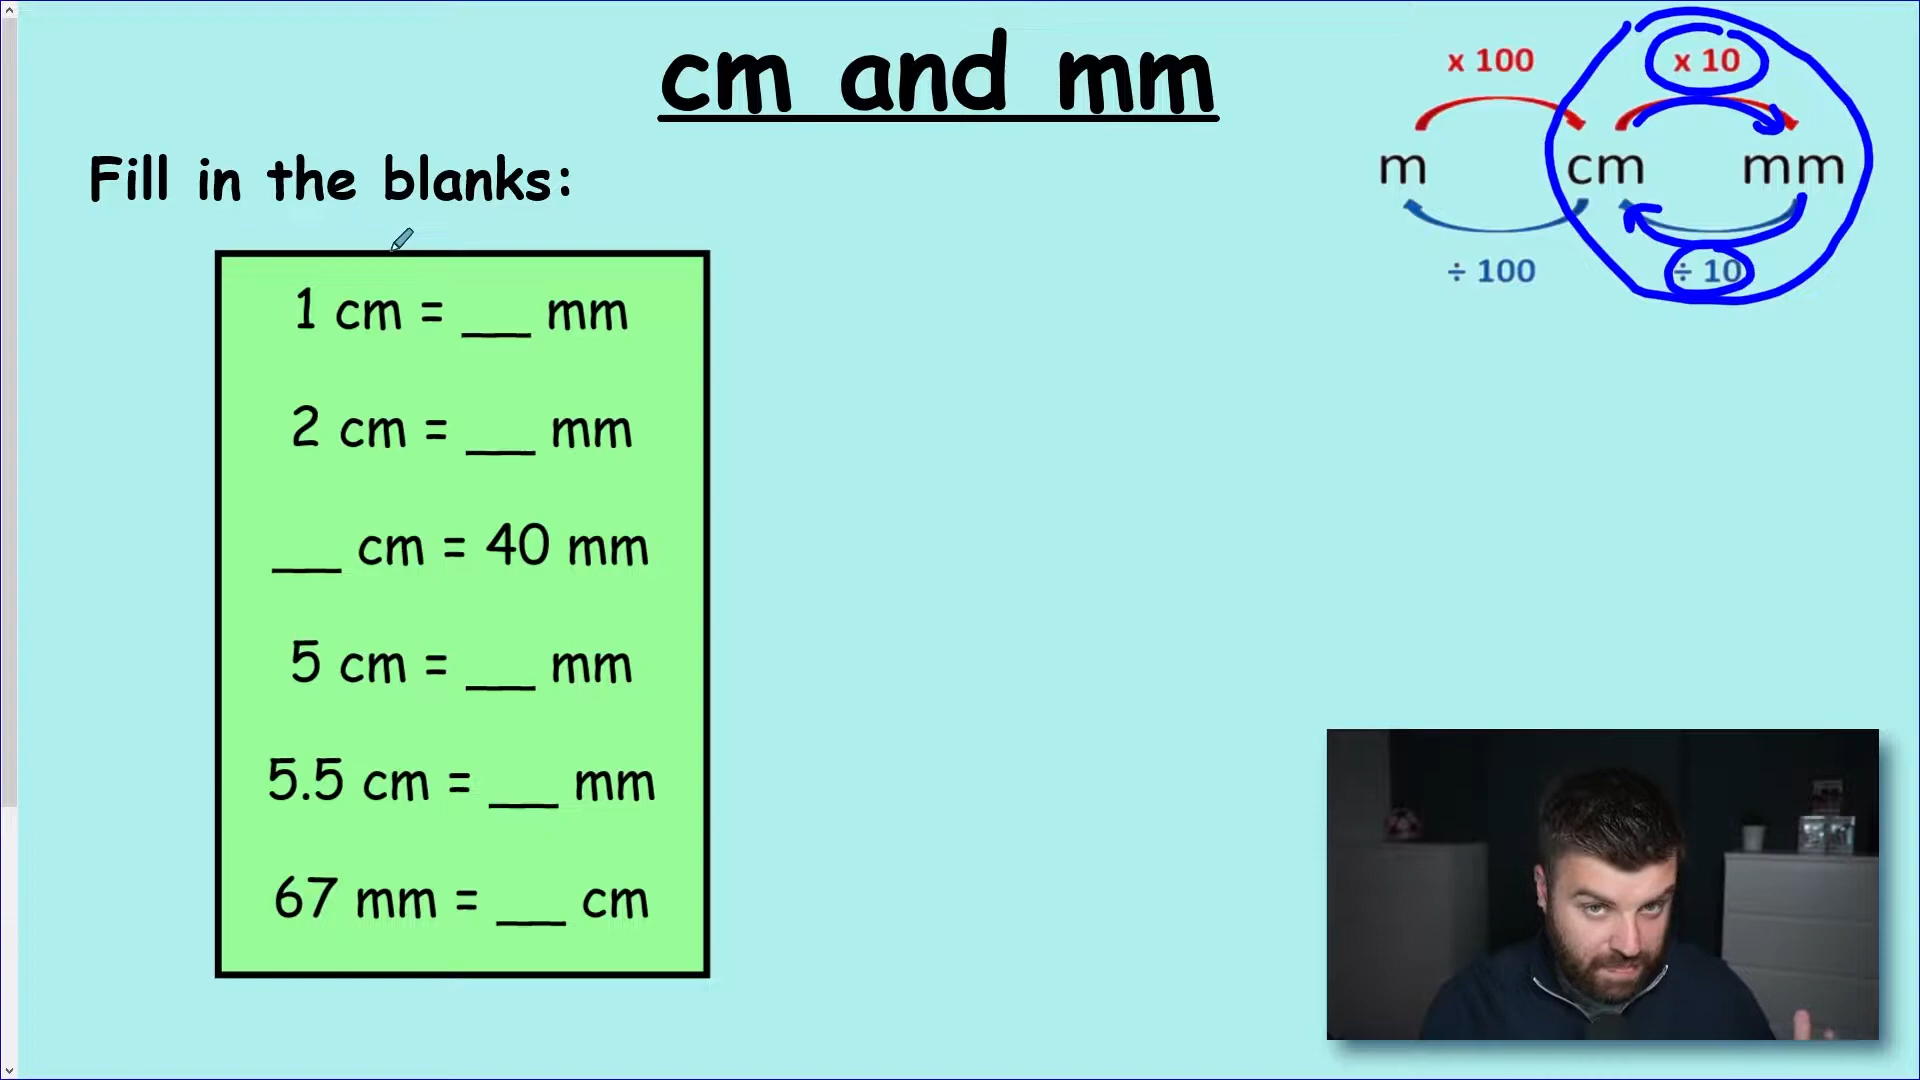 cm and mm
x 100 x 10
m cm mm
÷ 100 ÷ 10
Fill in the blanks:
1 cm = __ mm
2 cm = __ mm
__ cm = 40 mm
5 cm = __ mm
5.5 cm = __ mm
67 mm = __ cm